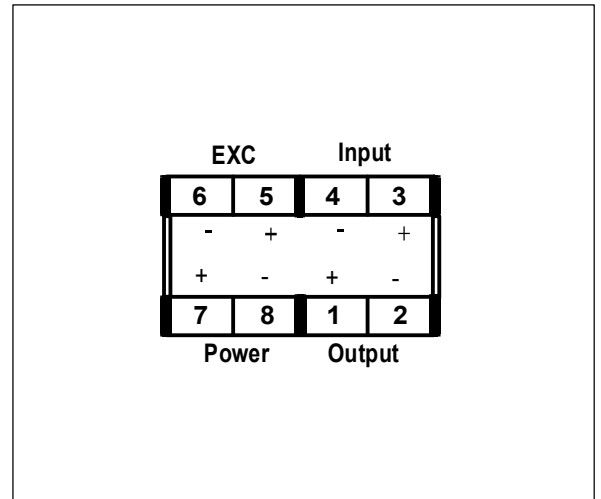 EXC Input
6 5 4 3
- + - +
+ - + -
7 8 1 2
Power Output